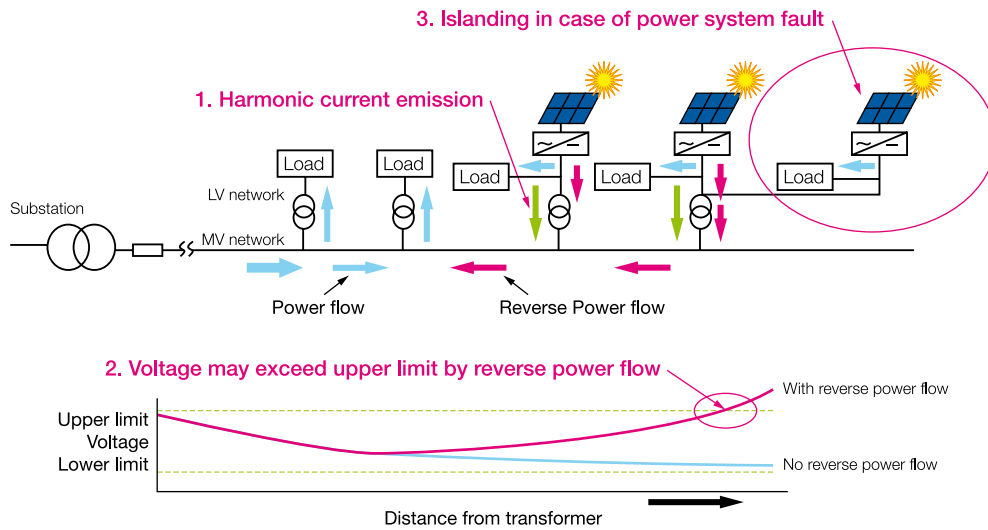 3. Islanding in case of power system fault
1. Harmonic current emission
Load
Load
Load
Load
Load
LV network
Substation
MV network
Power flow
Reverse Power flow
2. Voltage may exceed upper limit by reverse power flow
With reverse power flow
Upper limit
Voltage
Lower limit
No reverse power flow
Distance from transformer